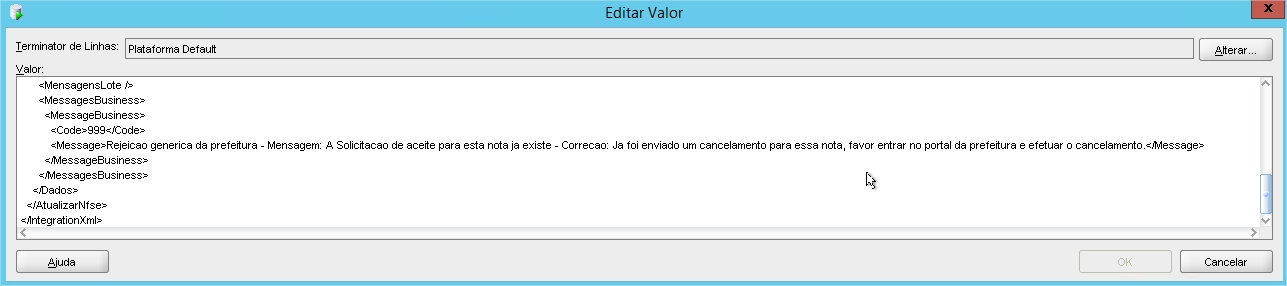 Editar Valor
Terminator de Linhas: Plataforma Default Alterar...
Valor:
<MensagensLote />
<MessagesBusiness>
<MessageBusiness>
<Code>999</Code>
<Message>Rejeicao generica da prefeitura - Mensagem: A Solicitacao de aceite para esta nota ja existe - Correcao: Ja foi enviado um cancelamento para essa nota, favor entrar no portal da prefeitura e efetuar o cancelamento.</Message>
</MessageBusiness>
</MessagesBusiness>
</Dados>
</AtualizarNfse>
</IntegrationXml>
Ajuda OK Cancelar